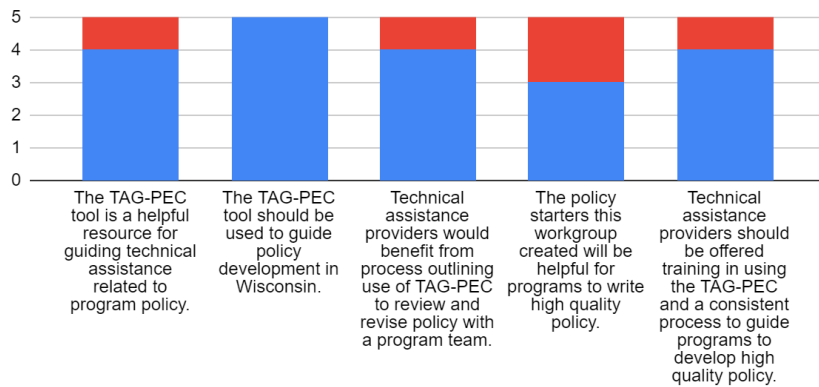 5
4
3
2
1
0
The TAG-PEC
tool is a helpful
resource for
guiding technical
assistance
related to
program policy.
The TAG-PEC
tool should be
used to guide
policy
development in
Wisconsin.
Technical
assistance
providers would
benefit from
process outlining
use of TAG-PEC
to review and
revise policy with
a program team.
The policy
starters this
workgroup
created will be
helpful for
programs to write
high quality
policy.
Technical
assistance
providers should
be offered
training in using
the TAG-PEC
and a consistent
process to guide
programs to
develop high
quality policy.